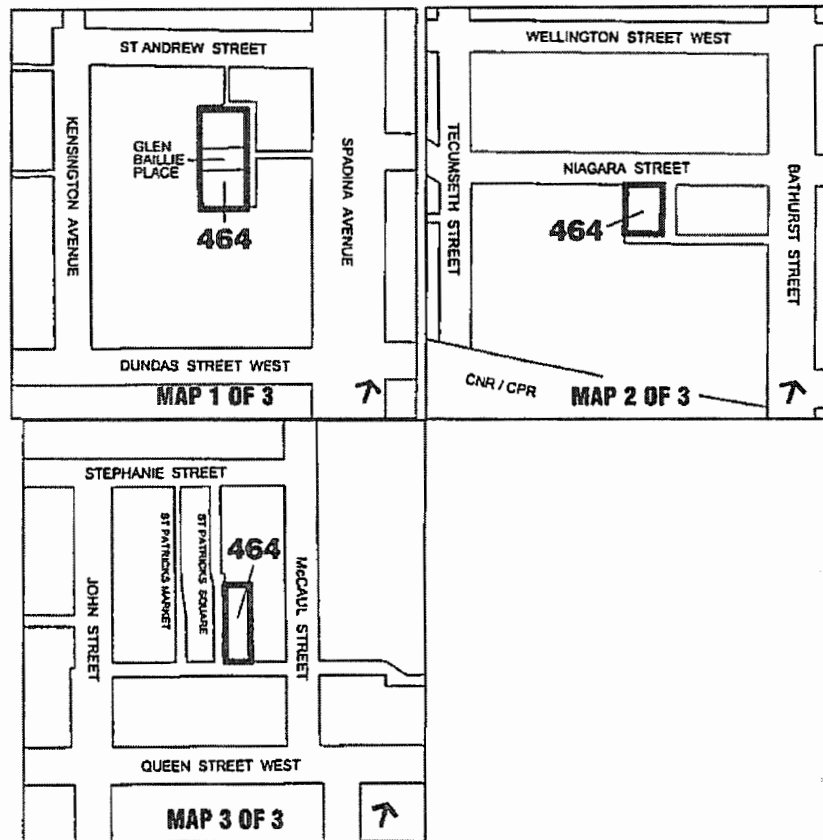 ST ANDREW STREET
KENSINGTON AVENUE
GLEN
BAILLIE
PLACE
464
SPADINA AVENUE
DUNDAS STREET WEST
MAP 1 OF 3
WELLINGTON STREET WEST
TECUMSETH STREET
NIAGARA STREET
464
BATHURST STREET
CNR / CPR
MAP 2 OF 3
STEPHANIE STREET
JOHN STREET
ST PATRICKS MARKET
ST PATRICKS SQUARE
464
McCAUL STREET
QUEEN STREET WEST
MAP 3 OF 3